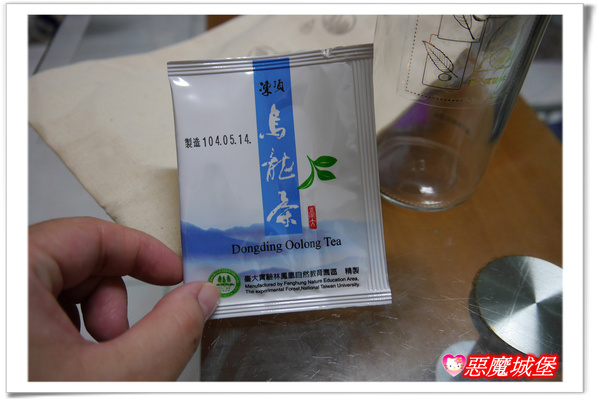 凍頂
烏龍茶
製造104.05.14.
Dongding Oolong Tea
臺大實驗林鳳凰自然教育園區 精製
Manufactured by Fenghung Nature Education Area,
The experimental Forest National Taiwan University.
惡魔城堡